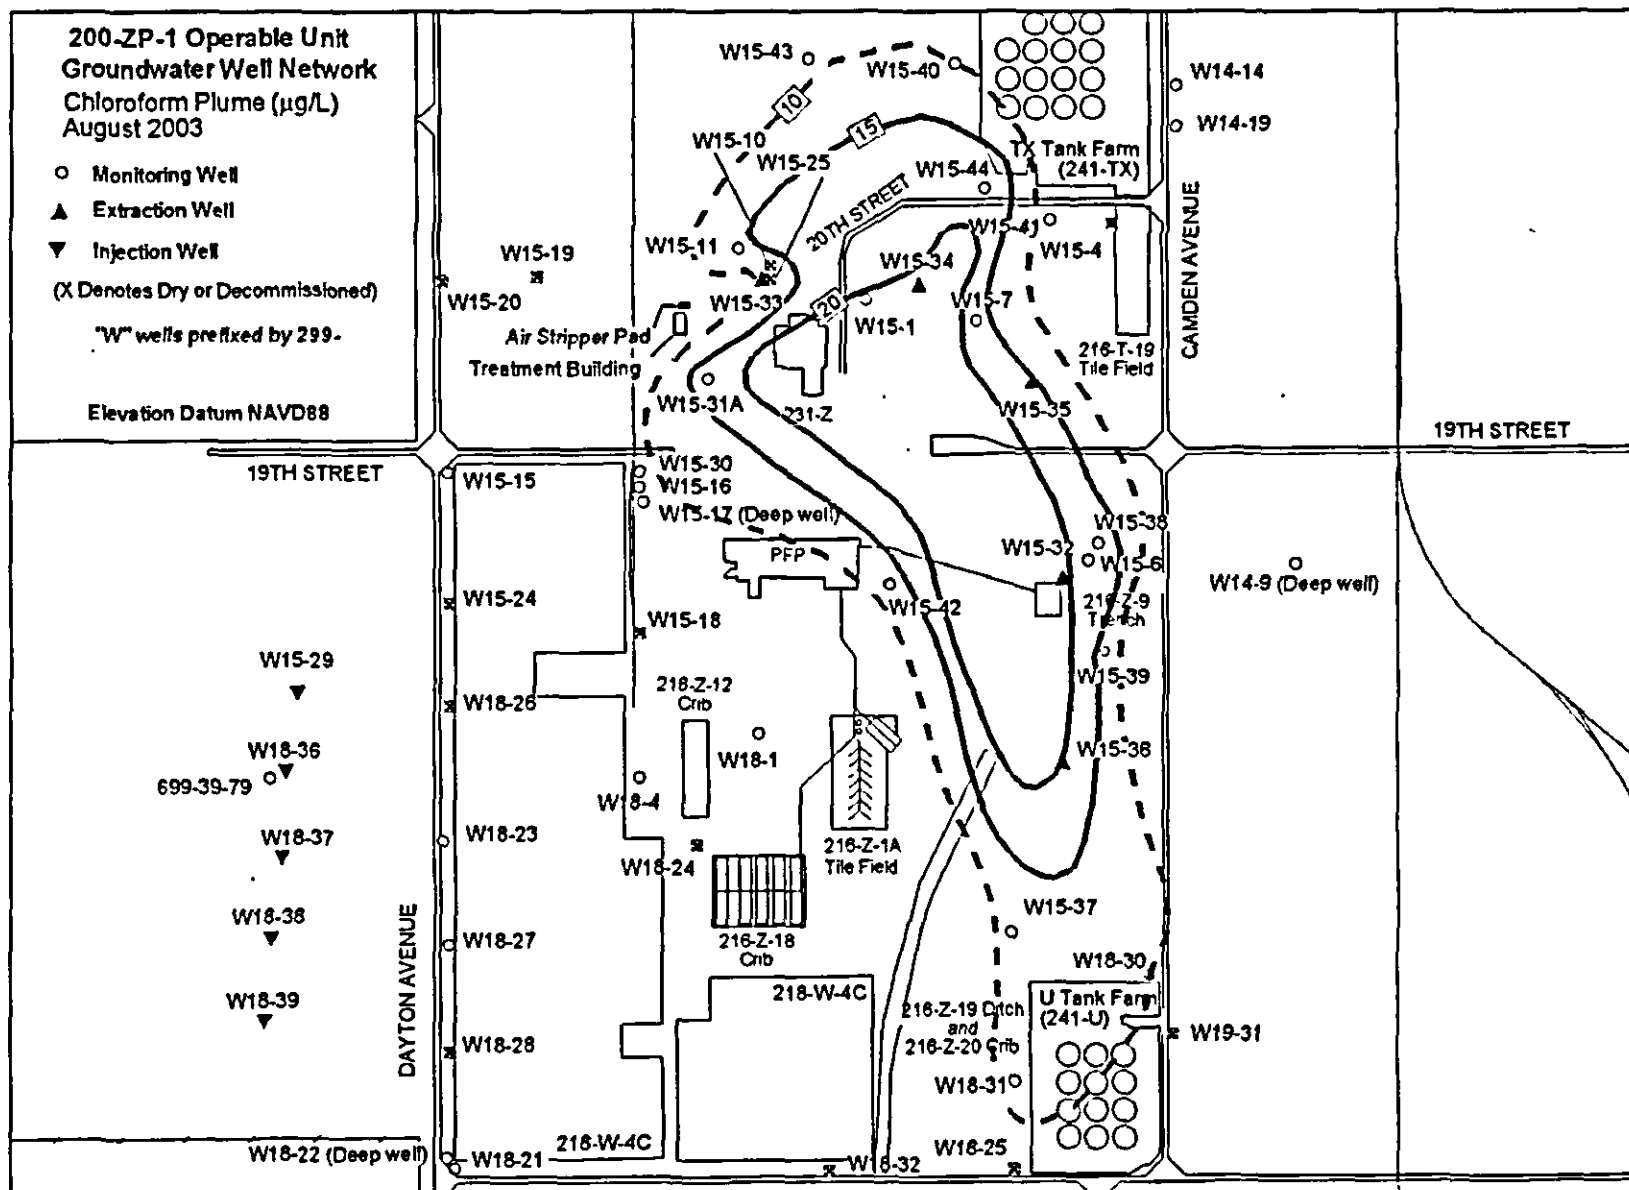 200-ZP-1 Operable Unit
Groundwater Well Network
Chloroform Plume (µg/L)
August 2003
Monitoring Well
Extraction Well
Injection Well
(X Denotes Dry or Decommissioned)
"W" wells prefixed by 299-
Elevation Datum NAVD88
W15-43
W15-40
W14-14
10
15
W14-19
W15-10
W15-25
TX Tank Farm
(241-TX)
W15-44
20TH STREET
CAMDEN AVENUE
W15-19
W15-11
W15-41
W15-4
W15-34
W15-20
W15-33
20
W15-7
W15-1
Air Stripper Pad
Treatment Building
216-T-19
Tile Field
W15-31A
231-Z
W15-35
19TH STREET
19TH STREET
W15-15
W15-30
W15-16
W15-17 (Deep well)
W15-38
PFP
W15-32
W15-6
W14-9 (Deep well)
W15-24
W15-42
216-Z-9
Trench
W15-18
W15-29
W15-39
218-Z-12
Crib
W18-26
W18-36
W18-1
W15-36
699-39-79
W18-4
W18-37
W18-23
W18-24
216-Z-1A
Tile Field
W18-38
DAYTON AVENUE
W15-37
W18-27
216-Z-18
Crib
W18-30
W18-39
218-W-4C
216-Z-19 Ditch
and
216-Z-20 Crib
U Tank Farm
(241-U)
W18-28
W19-31
W18-31
W18-22 (Deep well)
W18-21
218-W-4C
W18-32
W18-25